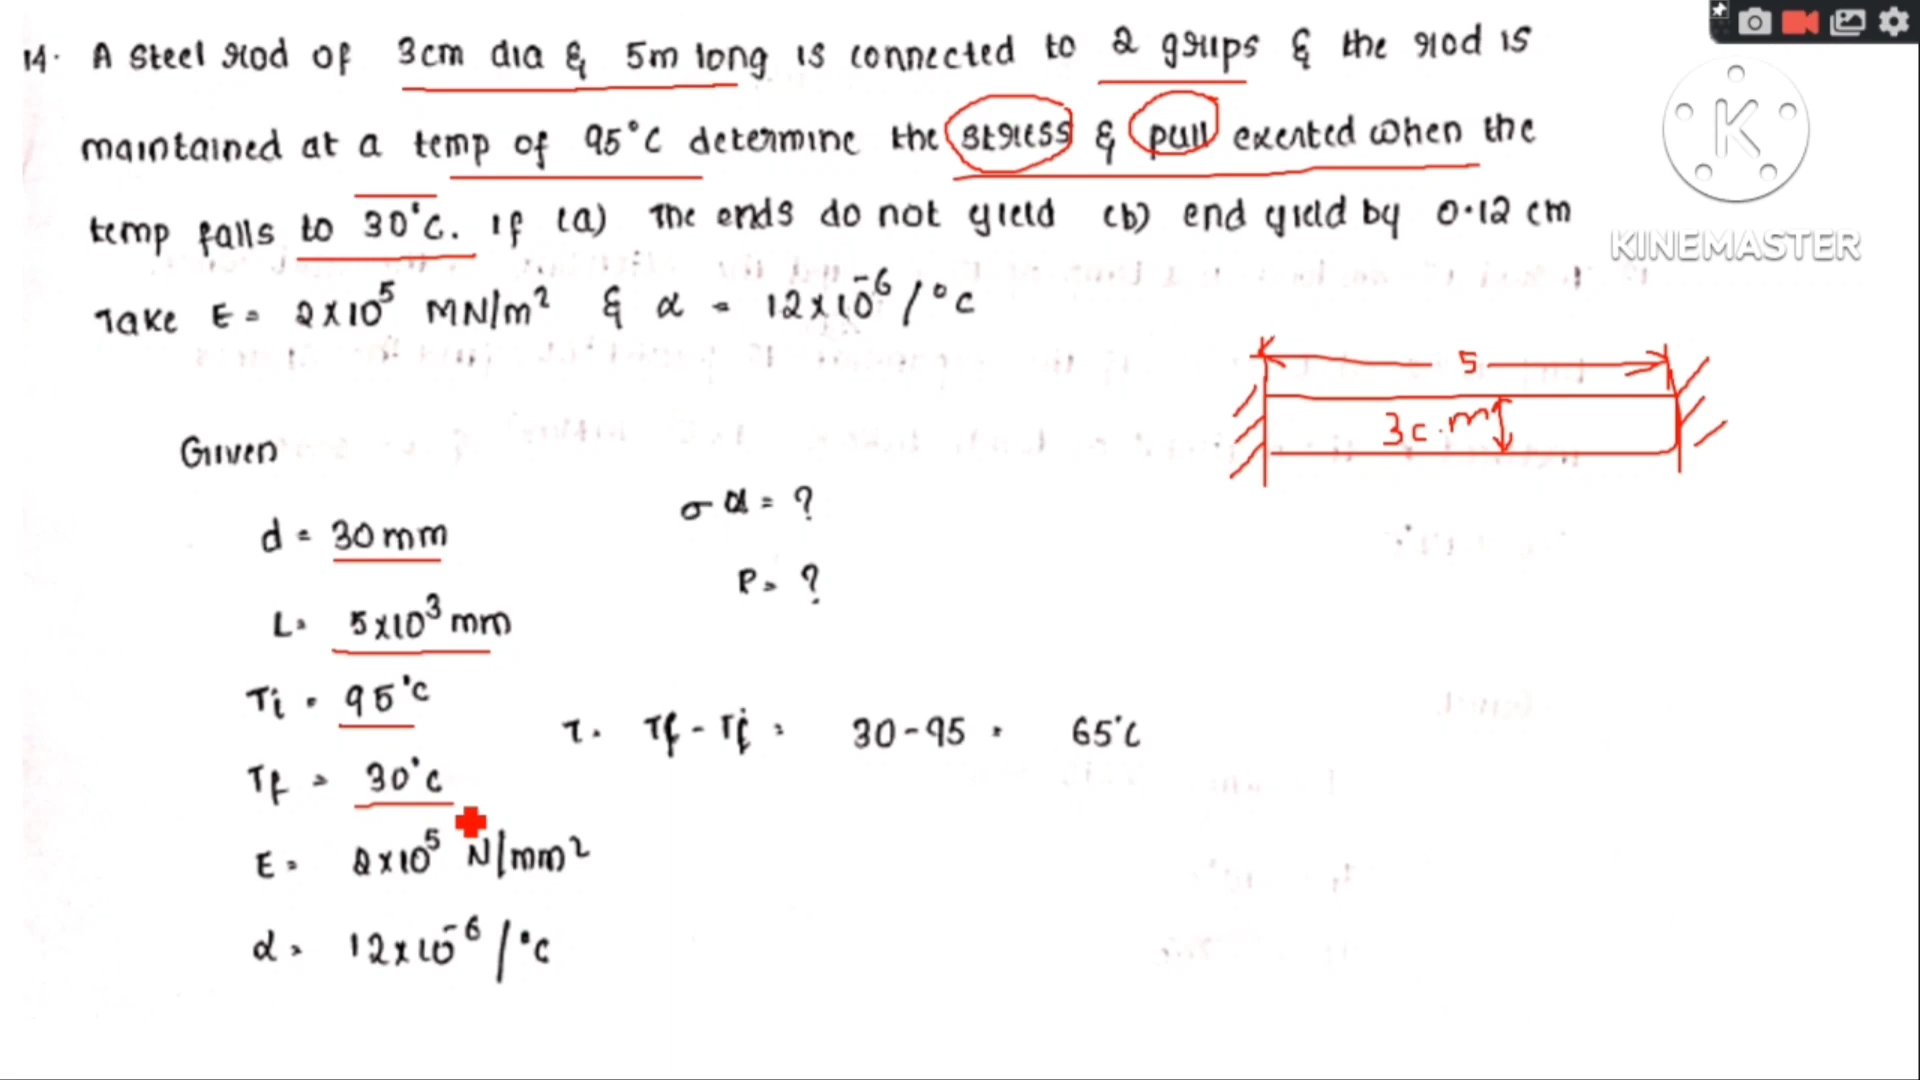 14. A steel rod of 3cm dia & 5m long is connected to 2 grips & the rod is
maintained at a temp of 95°C determine the stress & pull exerted when the
temp falls to 30°C. if (a) The ends do not yield (b) end yield by 0.12 cm
Take E = 2×10⁵ MN/m² & α = 12×10⁻⁶/°C
KINEMASTER
5
3c.m
Given
d = 30mm
σ α = ?
P = ?
L = 5×10³ mm
Ti = 95°C
T = Tf - Ti = 30-95 = 65°C
Tf = 30°C
E = 2×10⁵ N/mm²
α = 12×10⁻⁶/°C